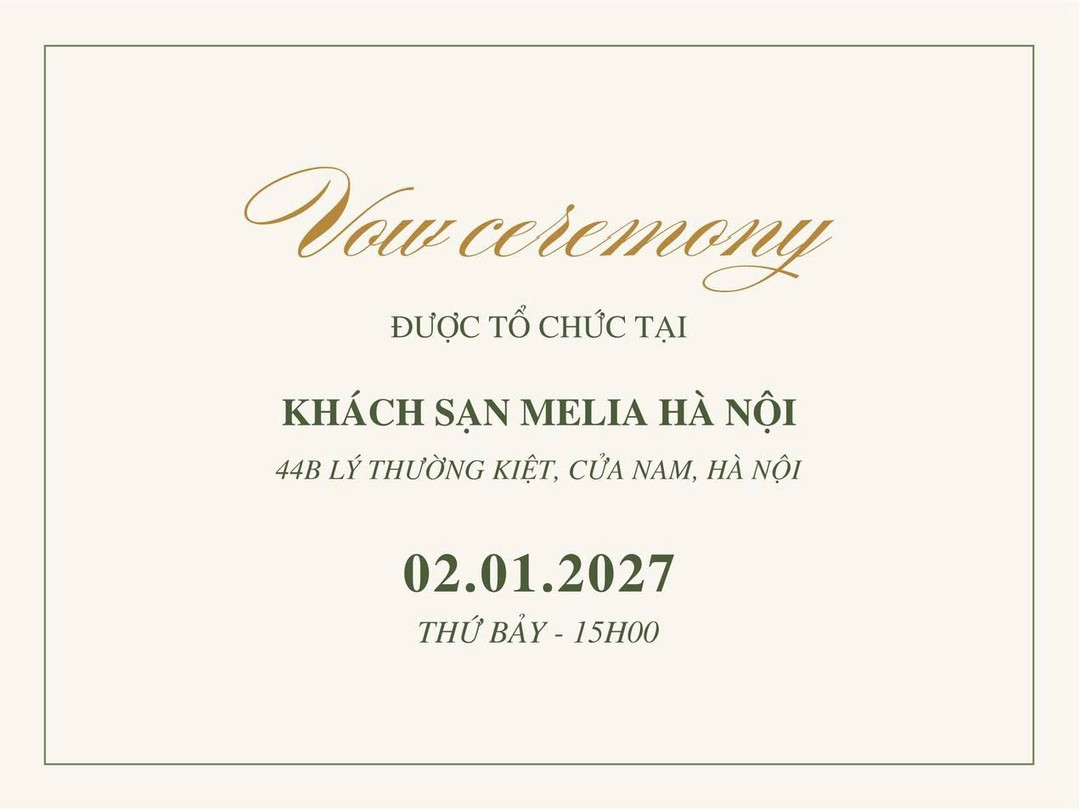 Vow ceremony
ĐƯỢC TỔ CHỨC TẠI
KHÁCH SẠN MELIA HÀ NỘI
44B LÝ THƯỜNG KIỆT, CỬA NAM, HÀ NỘI
02.01.2027
THỨ BẢY - 15H00